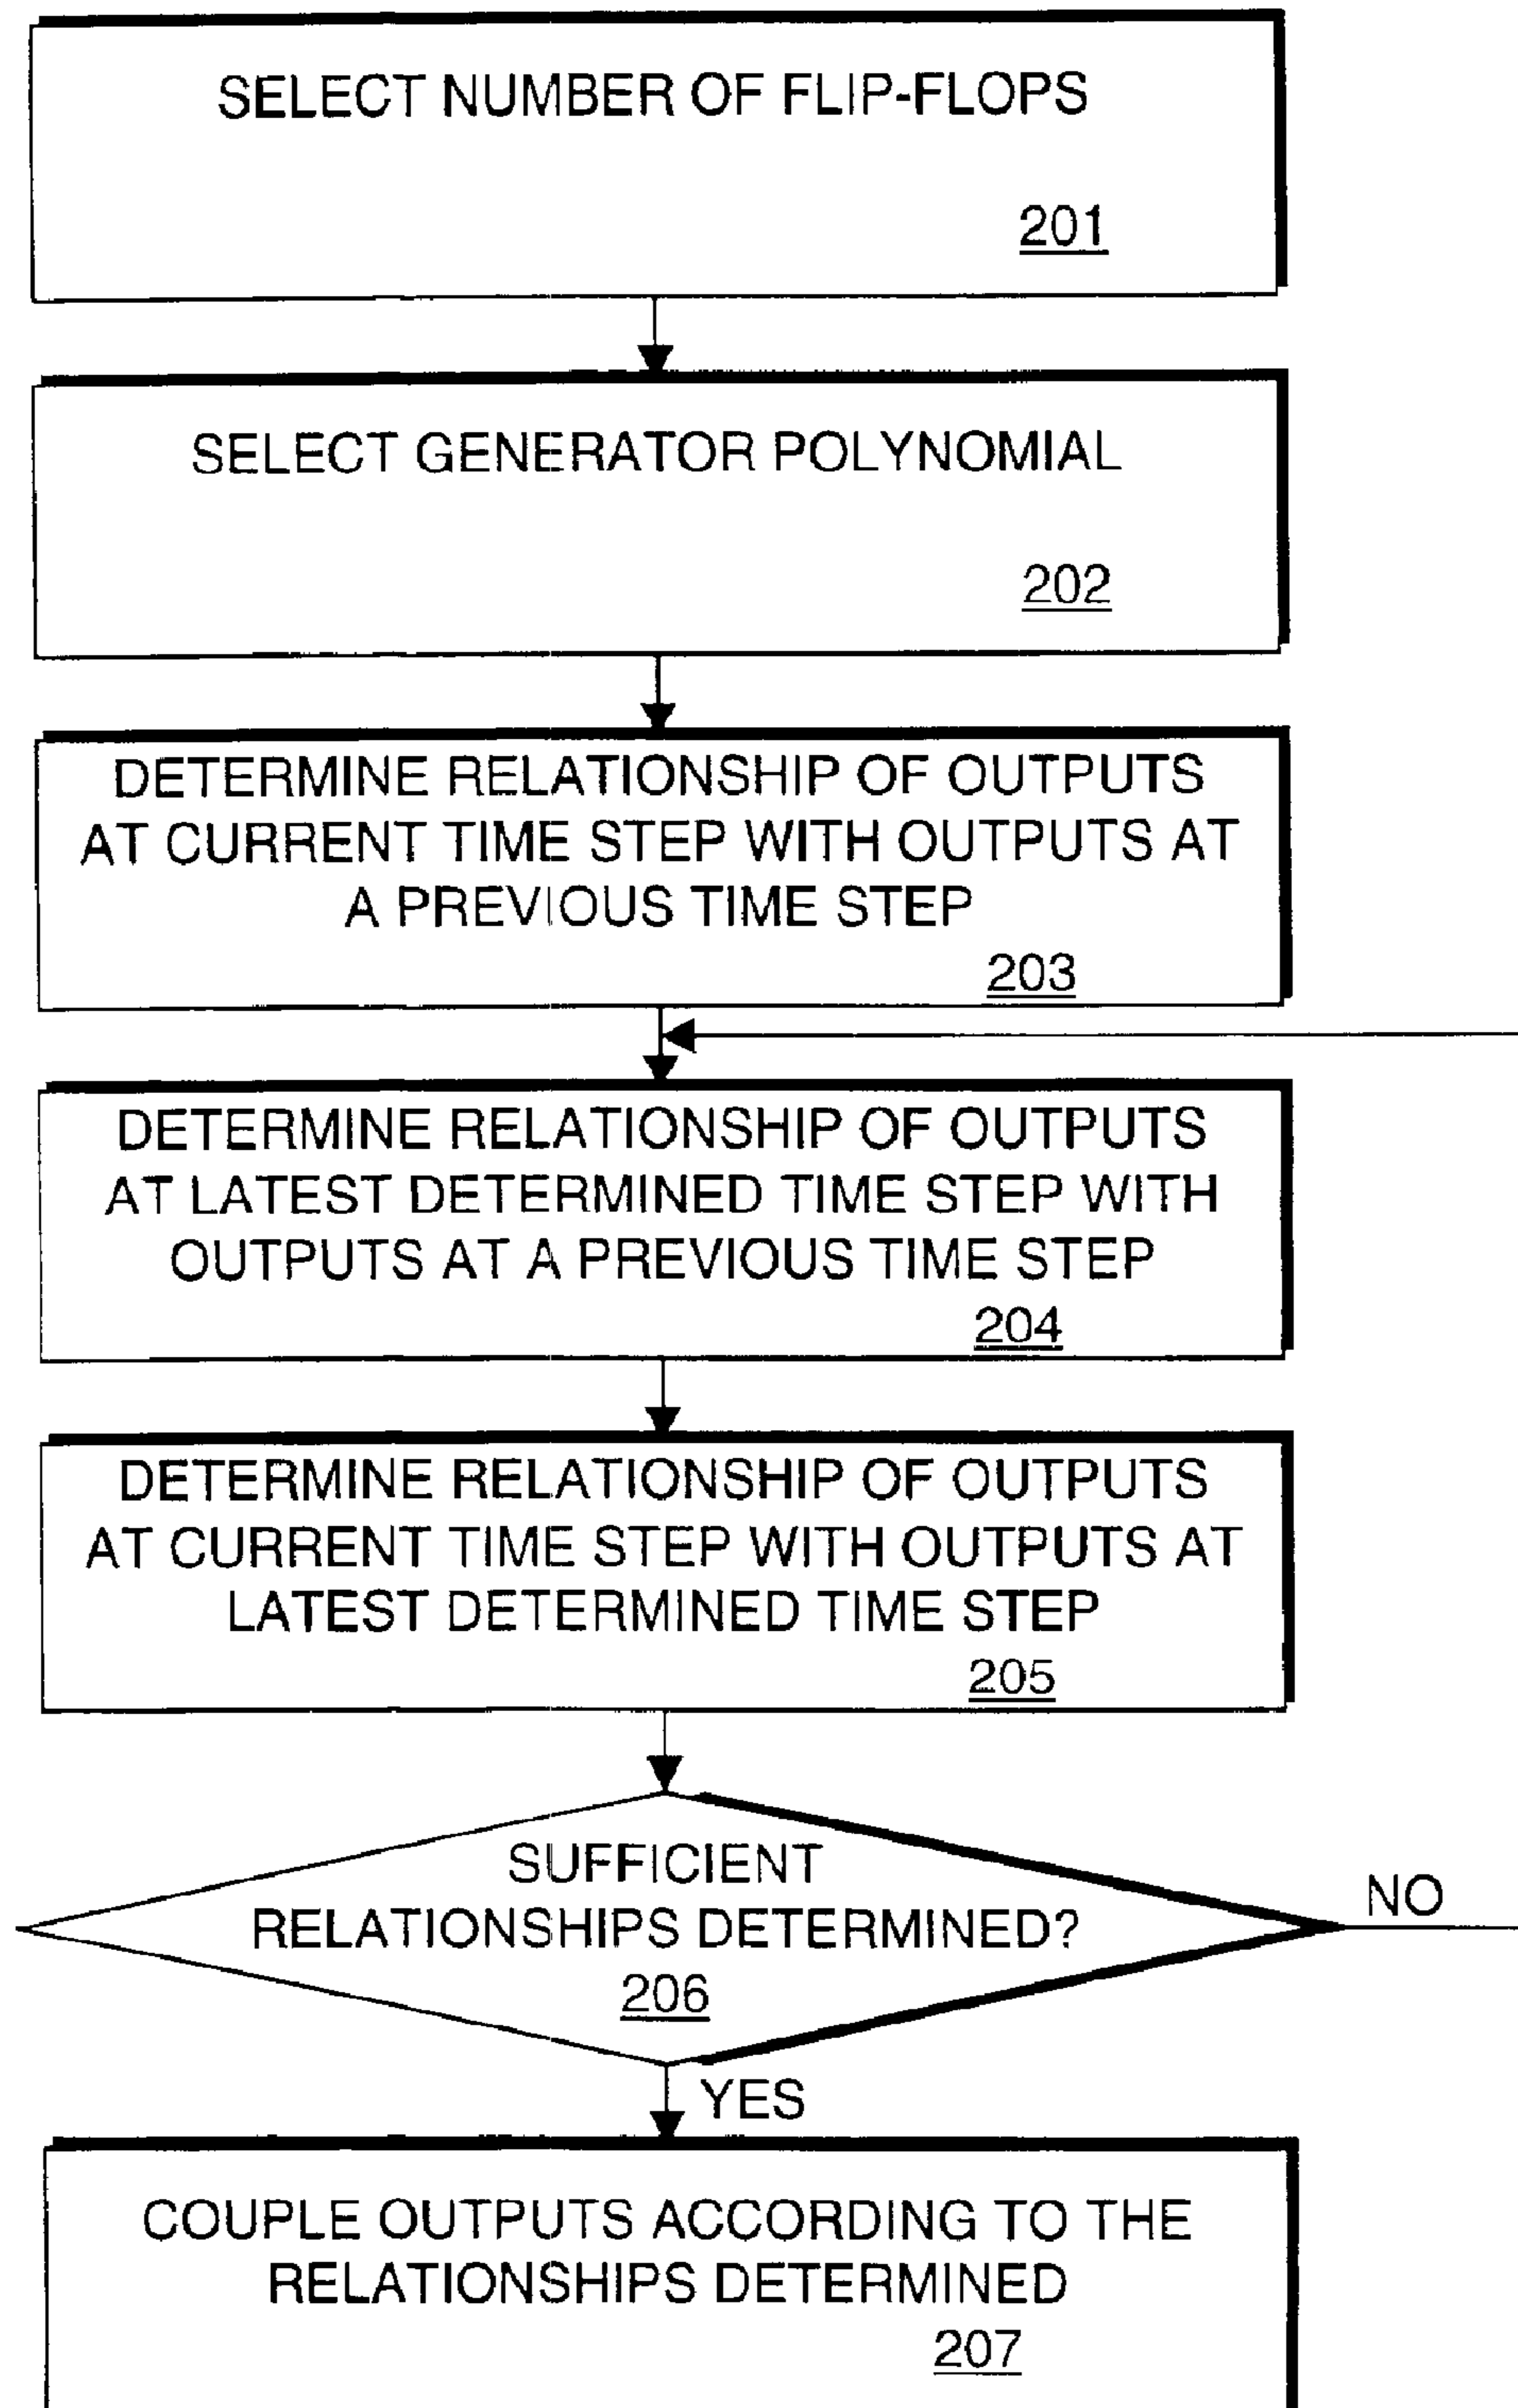 SELECT NUMBER OF FLIP-FLOPS
201
SELECT GENERATOR POLYNOMIAL
202
DETERMINE RELATIONSHIP OF OUTPUTS
AT CURRENT TIME STEP WITH OUTPUTS AT
A PREVIOUS TIME STEP
203
DETERMINE RELATIONSHIP OF OUTPUTS
AT LATEST DETERMINED TIME STEP WITH
OUTPUTS AT A PREVIOUS TIME STEP
204
DETERMINE RELATIONSHIP OF OUTPUTS
AT CURRENT TIME STEP WITH OUTPUTS AT
LATEST DETERMINED TIME STEP
205
SUFFICIENT
RELATIONSHIPS DETERMINED?
206
NO
YES
COUPLE OUTPUTS ACCORDING TO THE
RELATIONSHIPS DETERMINED
207